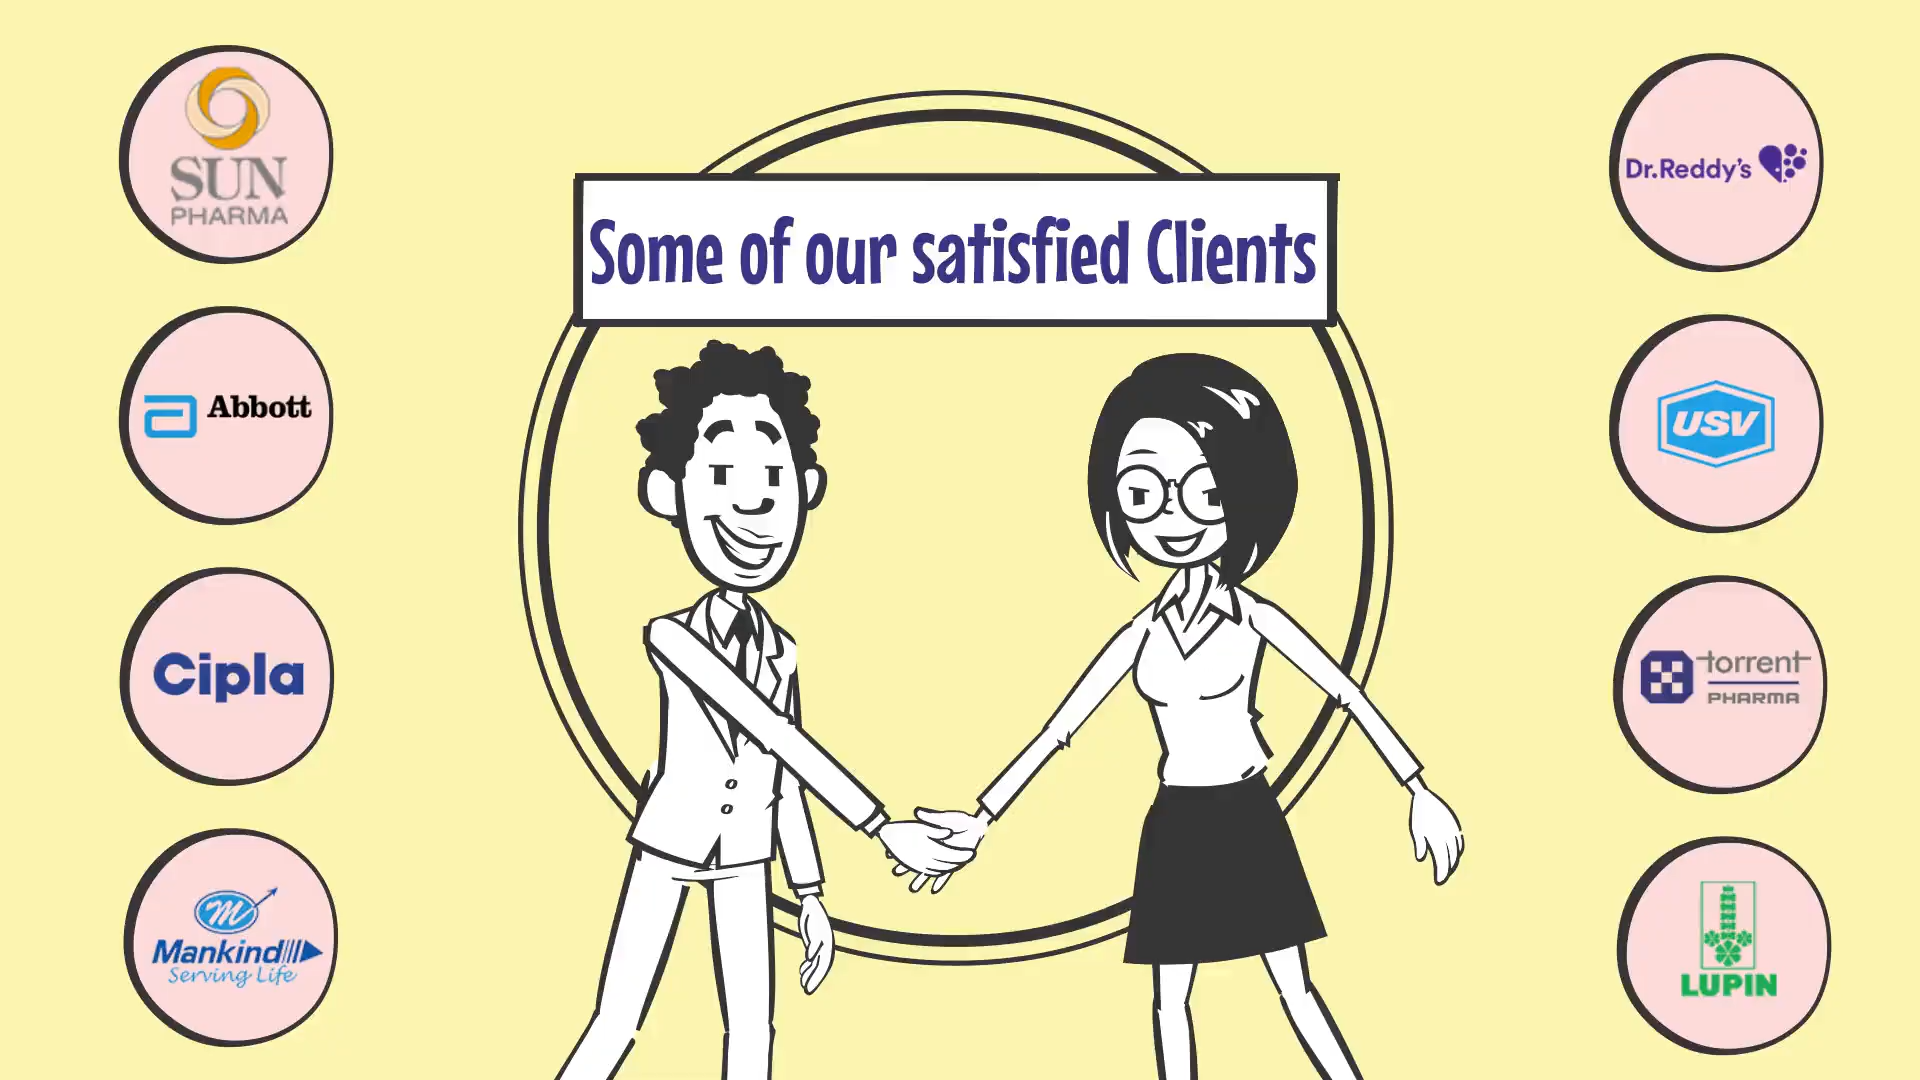 Some of our satisfied Clients
SUN
PHARMA
Abbott
Cipla
Mankind
Serving Life
Dr.Reddy's
USV
torrent
PHARMA
LUPIN